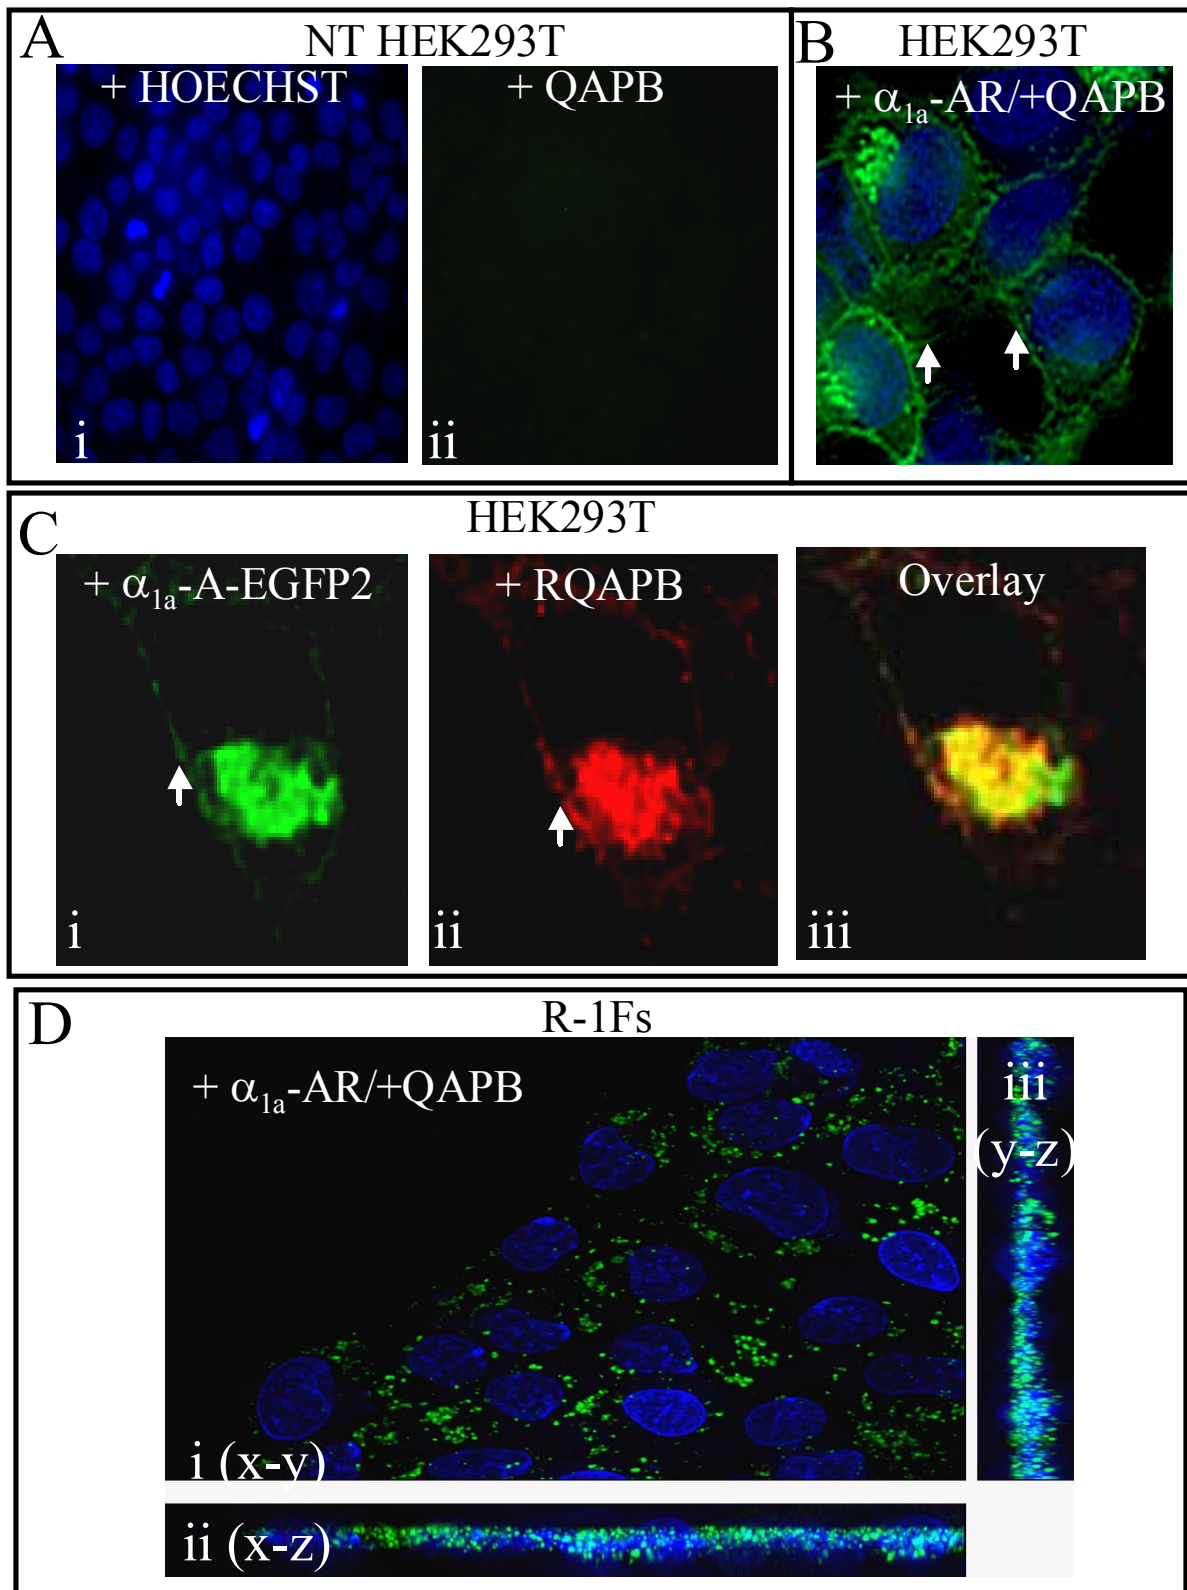 A
NT HEK293T
+ HOECHST
i
+ QAPB
ii
B
HEK293T
+ α1a-AR/+QAPB
C
HEK293T
+ α1a-A-EGFP2
i
+ RQAPB
ii
Overlay
iii
D
R-1Fs
+ α1a-AR/+QAPB
i (x-y)
iii
(y-z)
ii (x-z)